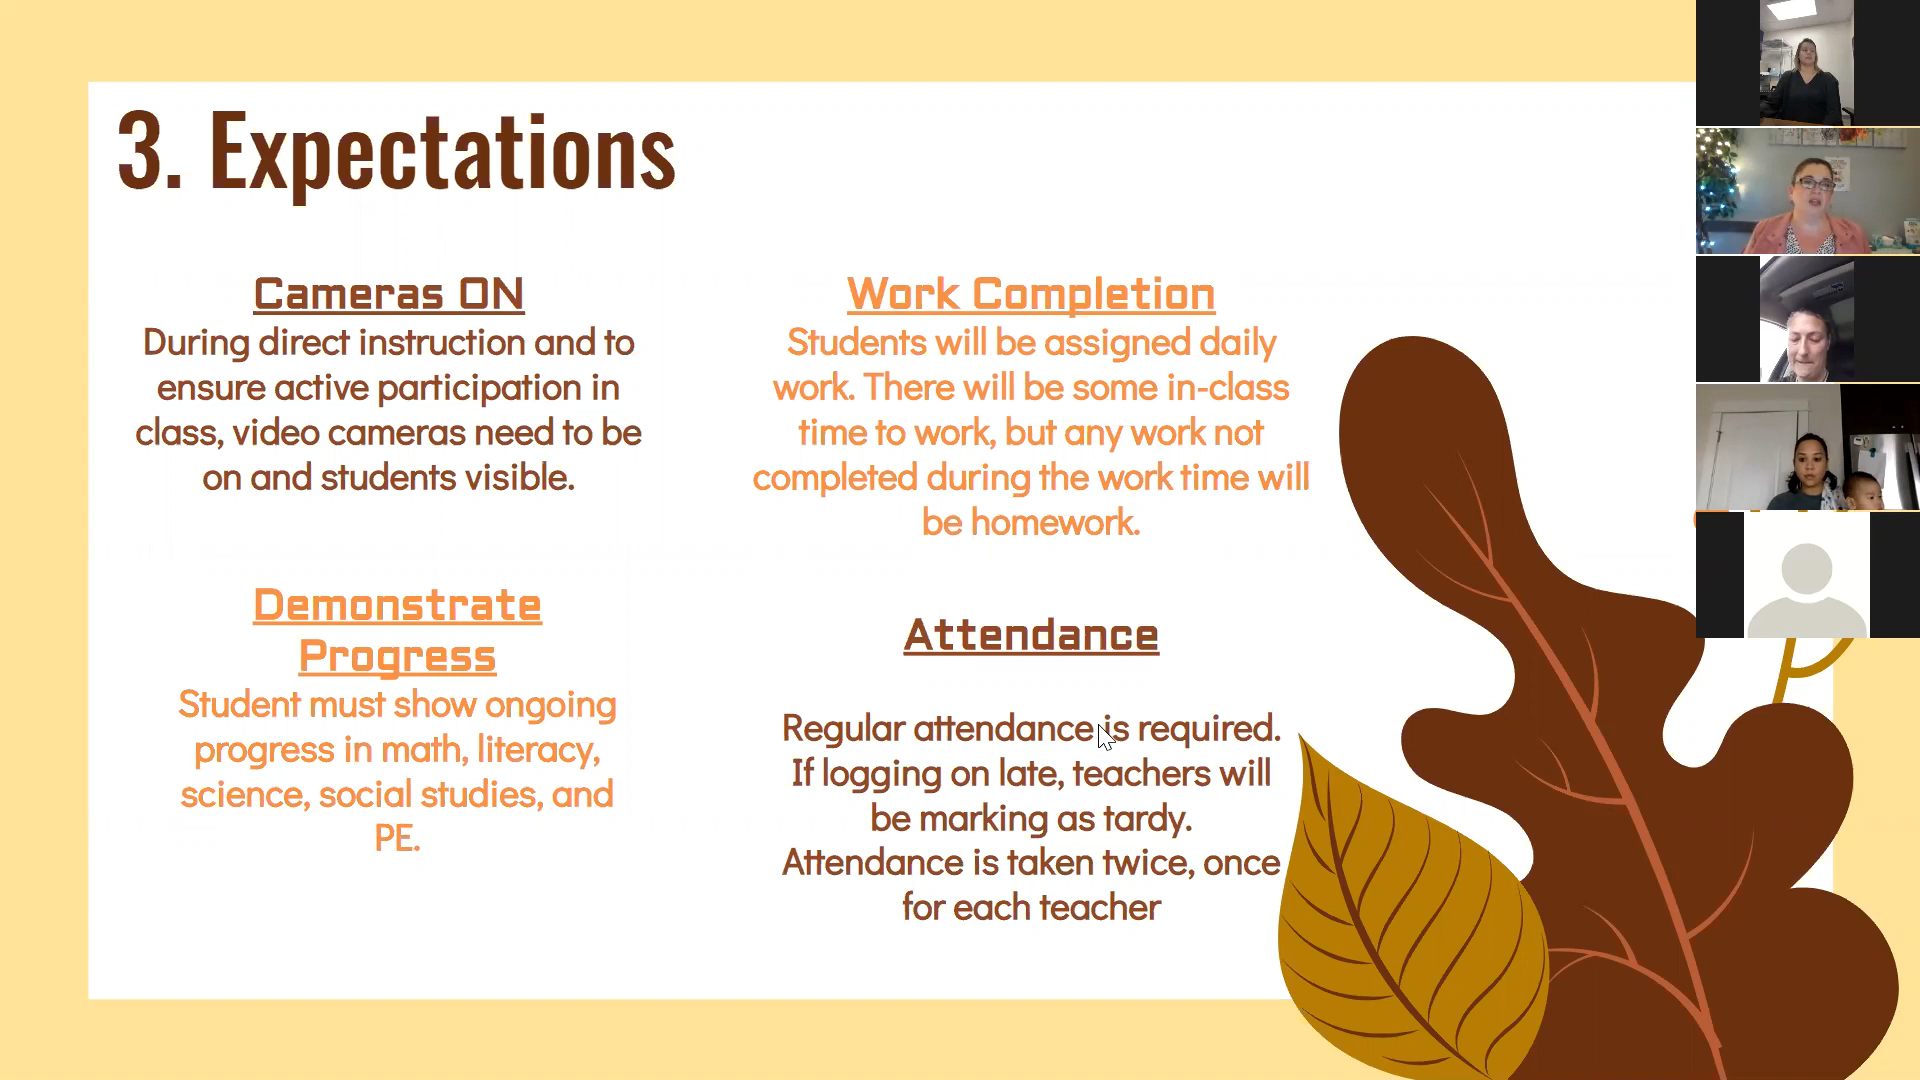 3. Expectations
Cameras ON
During direct instruction and to
ensure active participation in
class, video cameras need to be
on and students visible.
Work Completion
Students will be assigned daily
work. There will be some in-class
time to work, but any work not
completed during the work time will
be homework.
Demonstrate
Progress
Student must show ongoing
progress in math, literacy,
science, social studies, and
PE.
Attendance
Regular attendance is required.
If logging on late, teachers will
be marking as tardy.
Attendance is taken twice, once
for each teacher